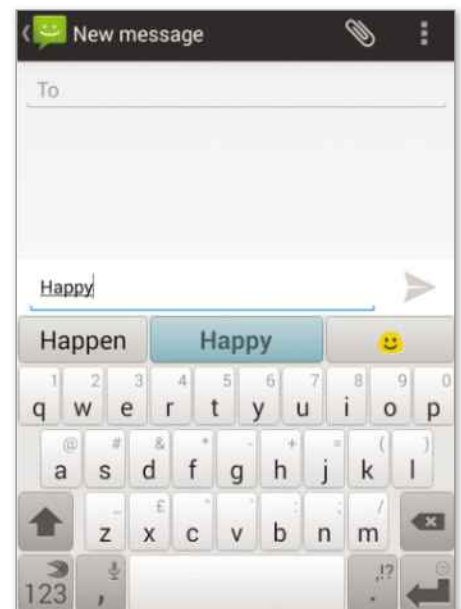 New message
To
Happy
Happen Happy
1 2 3 4 5 6 7 8 9 0
q w e r t y u i o p
@ # & * - + = ( )
a s d f g h j k l
_ £ : ; /
z x c v b n m
,!?
123 , .